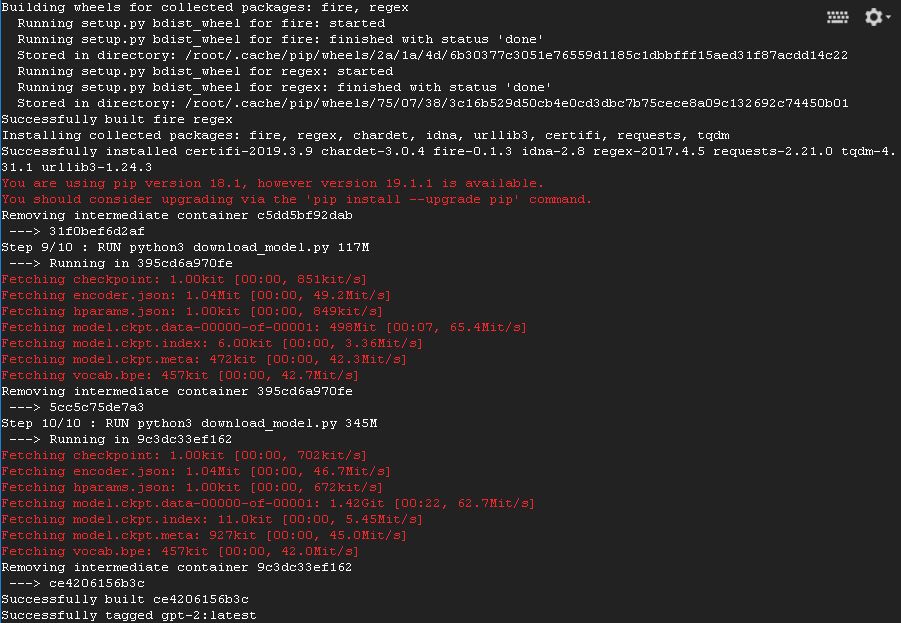 Building wheels for collected packages: fire, regex
Running setup.py bdist_wheel for fire: started
Running setup.py bdist_wheel for fire: finished with status 'done'
Stored in directory: /root/.cache/pip/wheels/2a/1a/4d/6b30377c3051e76559d1185c1dbbfff15aed31f87acdd14c22
Running setup.py bdist_wheel for regex: started
Running setup.py bdist_wheel for regex: finished with status 'done'
Stored in directory: /root/.cache/pip/wheels/75/07/38/3c16b529d50cb4e0cd3dbc7b75cece8a09c132692c74450b01
Successfully built fire regex
Installing collected packages: fire, regex, chardet, idna, urllib3, certifi, requests, tqdm
Successfully installed certifi-2019.3.9 chardet-3.0.4 fire-0.1.3 idna-2.8 regex-2017.4.5 requests-2.21.0 tqdm-4.
31.1 urllib3-1.24.3
You are using pip version 18.1, however version 19.1.1 is available.
You should consider upgrading via the 'pip install --upgrade pip' command.
Removing intermediate container c5dd5bf92dab
---> 31f0bef6d2af
Step 9/10 : RUN python3 download_model.py 117M
---> Running in 395cd6a970fe
Fetching checkpoint: 1.00kit [00:00, 851kit/s]
Fetching encoder.json: 1.04Mit [00:00, 49.2Mit/s]
Fetching hparams.json: 1.00kit [00:00, 849kit/s]
Fetching model.ckpt.data-00000-of-00001: 498Mit [00:07, 65.4Mit/s]
Fetching model.ckpt.index: 6.00kit [00:00, 3.36Mit/s]
Fetching model.ckpt.meta: 472kit [00:00, 42.3Mit/s]
Fetching vocab.bpe: 457kit [00:00, 42.7Mit/s]
Removing intermediate container 395cd6a970fe
---> 5cc5c75de7a3
Step 10/10 : RUN python3 download_model.py 345M
---> Running in 9c3dc33ef162
Fetching checkpoint: 1.00kit [00:00, 702kit/s]
Fetching encoder.json: 1.04Mit [00:00, 46.7Mit/s]
Fetching hparams.json: 1.00kit [00:00, 672kit/s]
Fetching model.ckpt.data-00000-of-00001: 1.42Git [00:22, 62.7Mit/s]
Fetching model.ckpt.index: 11.0kit [00:00, 5.45Mit/s]
Fetching model.ckpt.meta: 927kit [00:00, 45.0Mit/s]
Fetching vocab.bpe: 457kit [00:00, 42.0Mit/s]
Removing intermediate container 9c3dc33ef162
---> ce4206156b3c
Successfully built ce4206156b3c
Successfully tagged gpt-2:latest